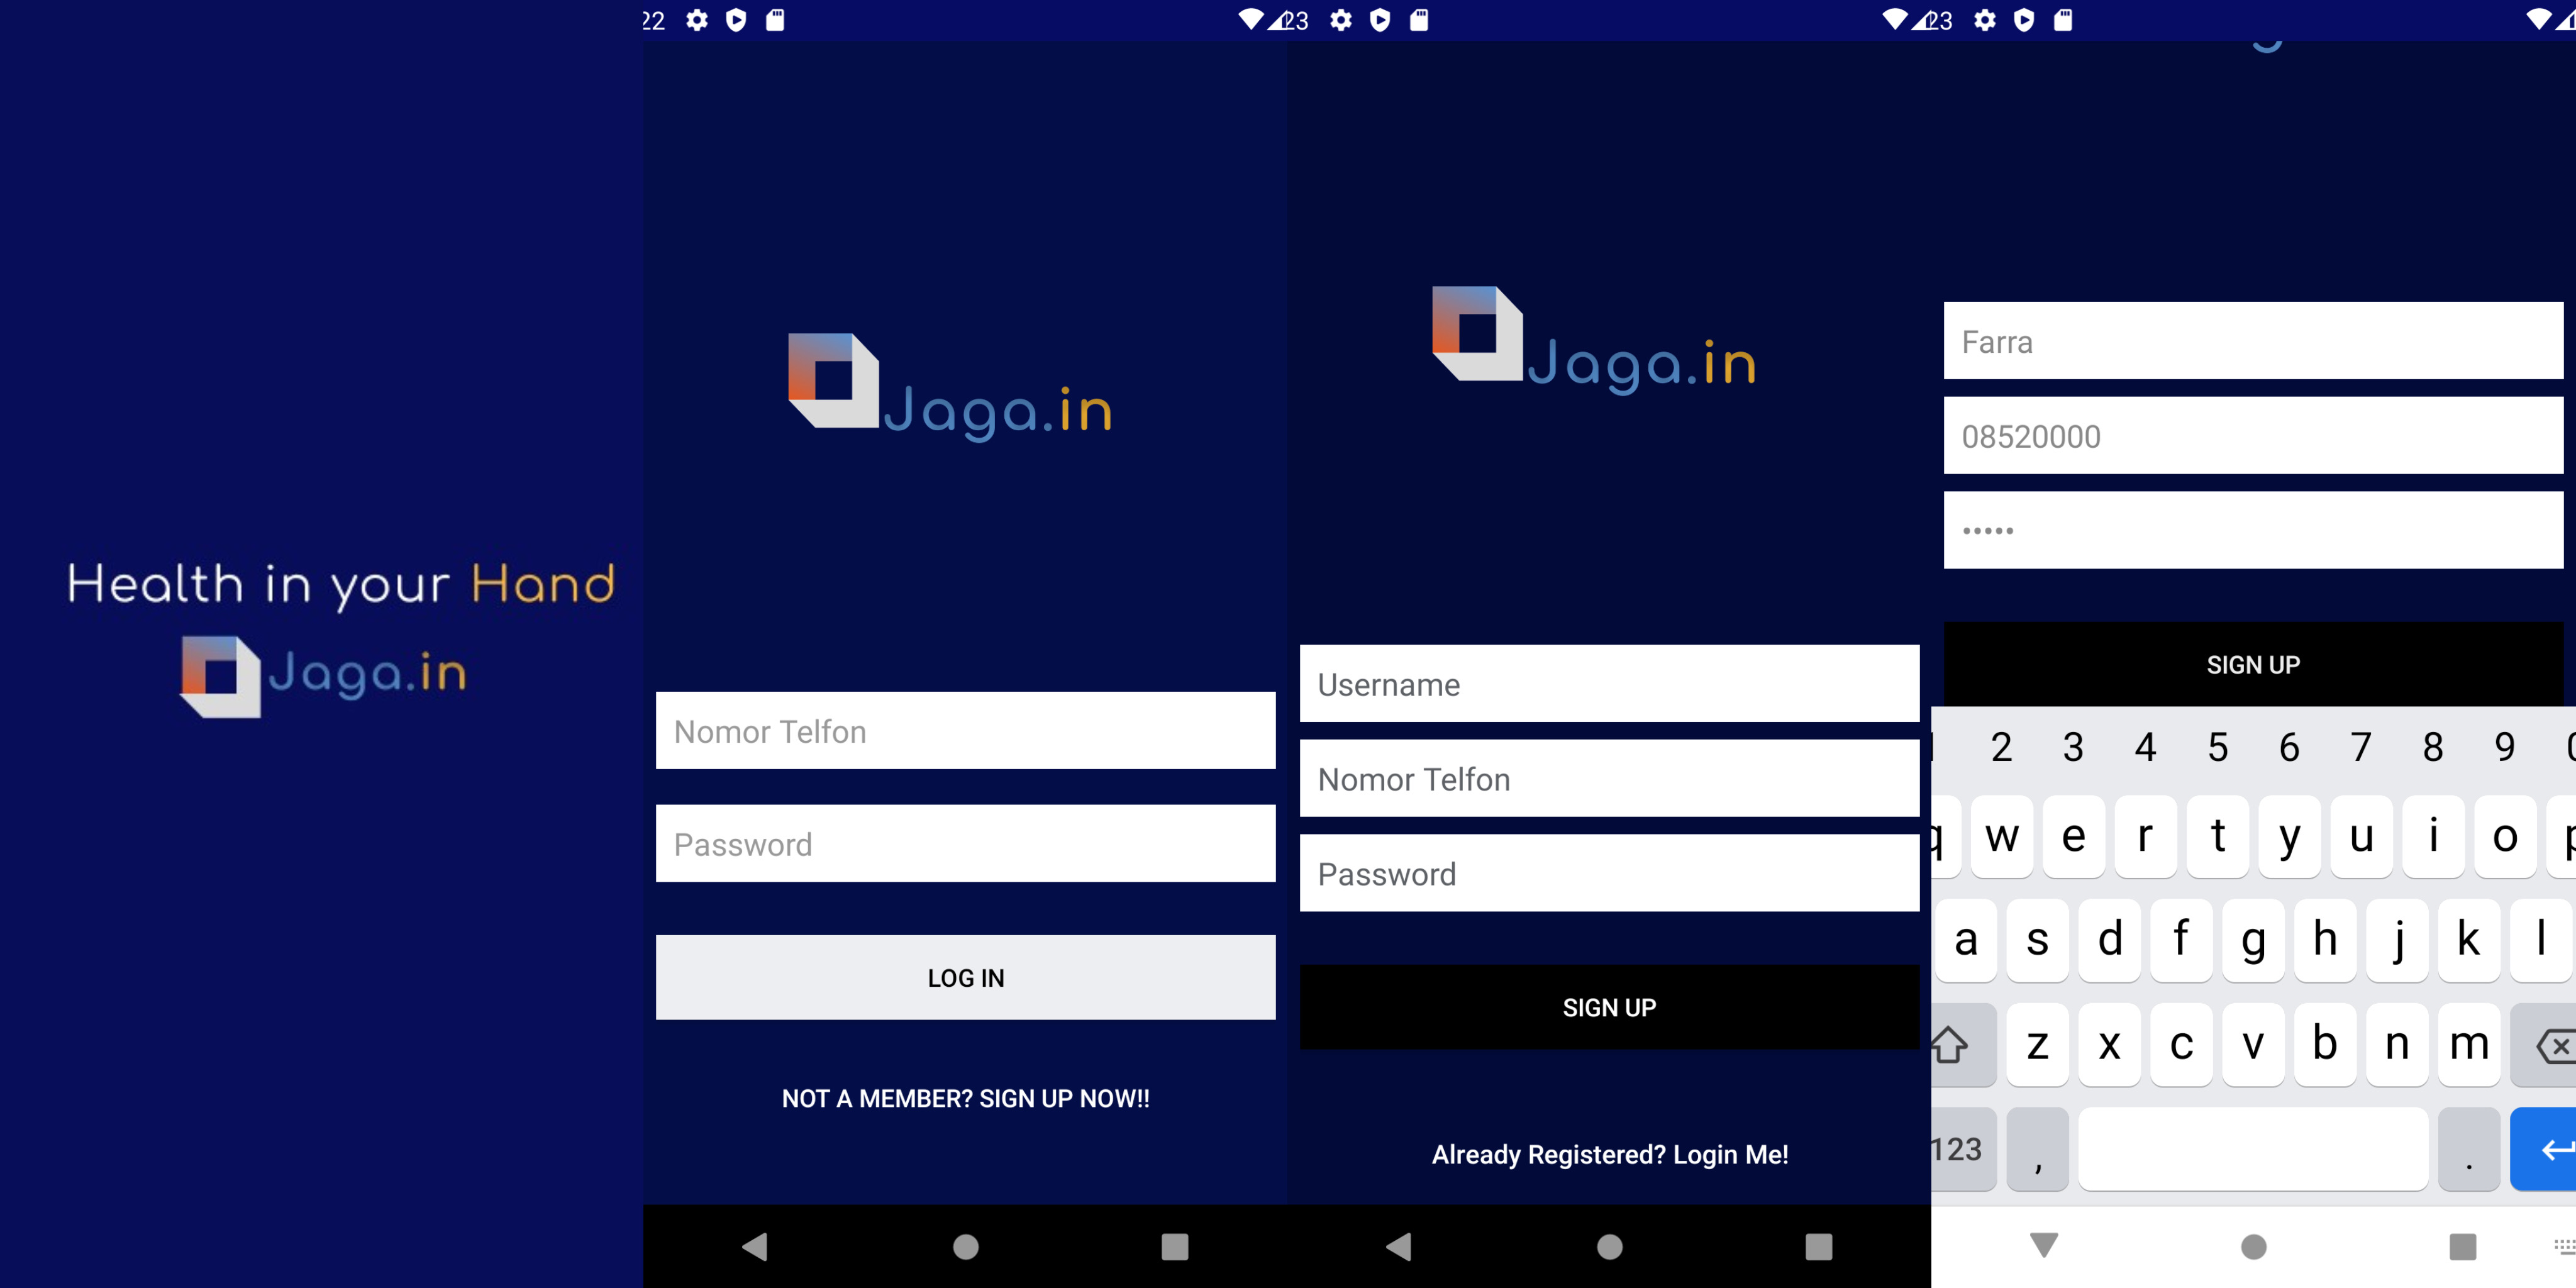 Health in your Hand
Jaga.in
22
Jaga.in
Nomor Telfon
Password
LOG IN
NOT A MEMBER? SIGN UP NOW!!
23
Jaga.in
Username
Nomor Telfon
Password
SIGN UP
Already Registered? Login Me!
23
Farra
08520000
•••••
SIGN UP
2 3 4 5 6 7 8 9 0
q w e r t y u i o p
a s d f g h j k l
z x c v b n m
123 , .